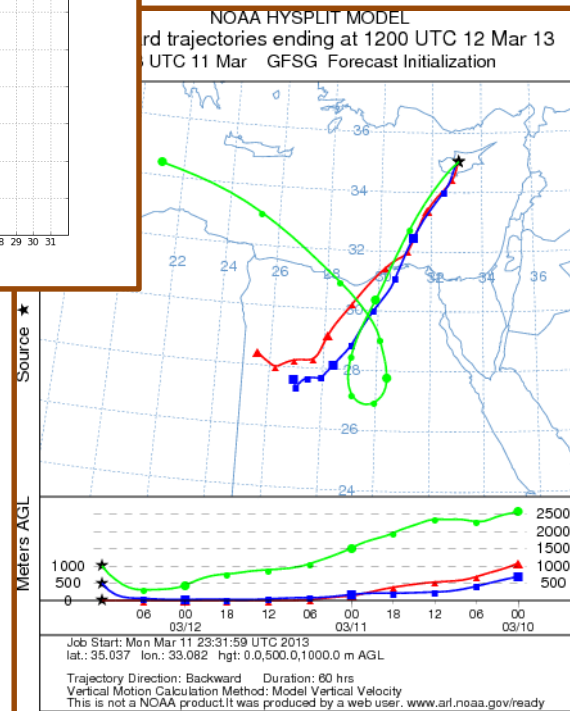 NOAA HYSPLIT MODEL
rd trajectories ending at 1200 UTC 12 Mar 13
UTC 11 Mar GFSG Forecast Initialization
29 30 31
36
34
32
22 24 26 28 30 32 34 36
30
28
26
24
Source ★
Meters AGL
2500
2000
1500
1000 1000
500 500
0
06 00 18 12 06 00 18 12 06 00
03/12 03/11 03/10
Job Start: Mon Mar 11 23:31:59 UTC 2013
lat.: 35.037 lon.: 33.082 hgt: 0.0,500.0,1000.0 m AGL
Trajectory Direction: Backward Duration: 60 hrs
Vertical Motion Calculation Method: Model Vertical Velocity
This is not a NOAA product.It was produced by a web user. www.arl.noaa.gov/ready